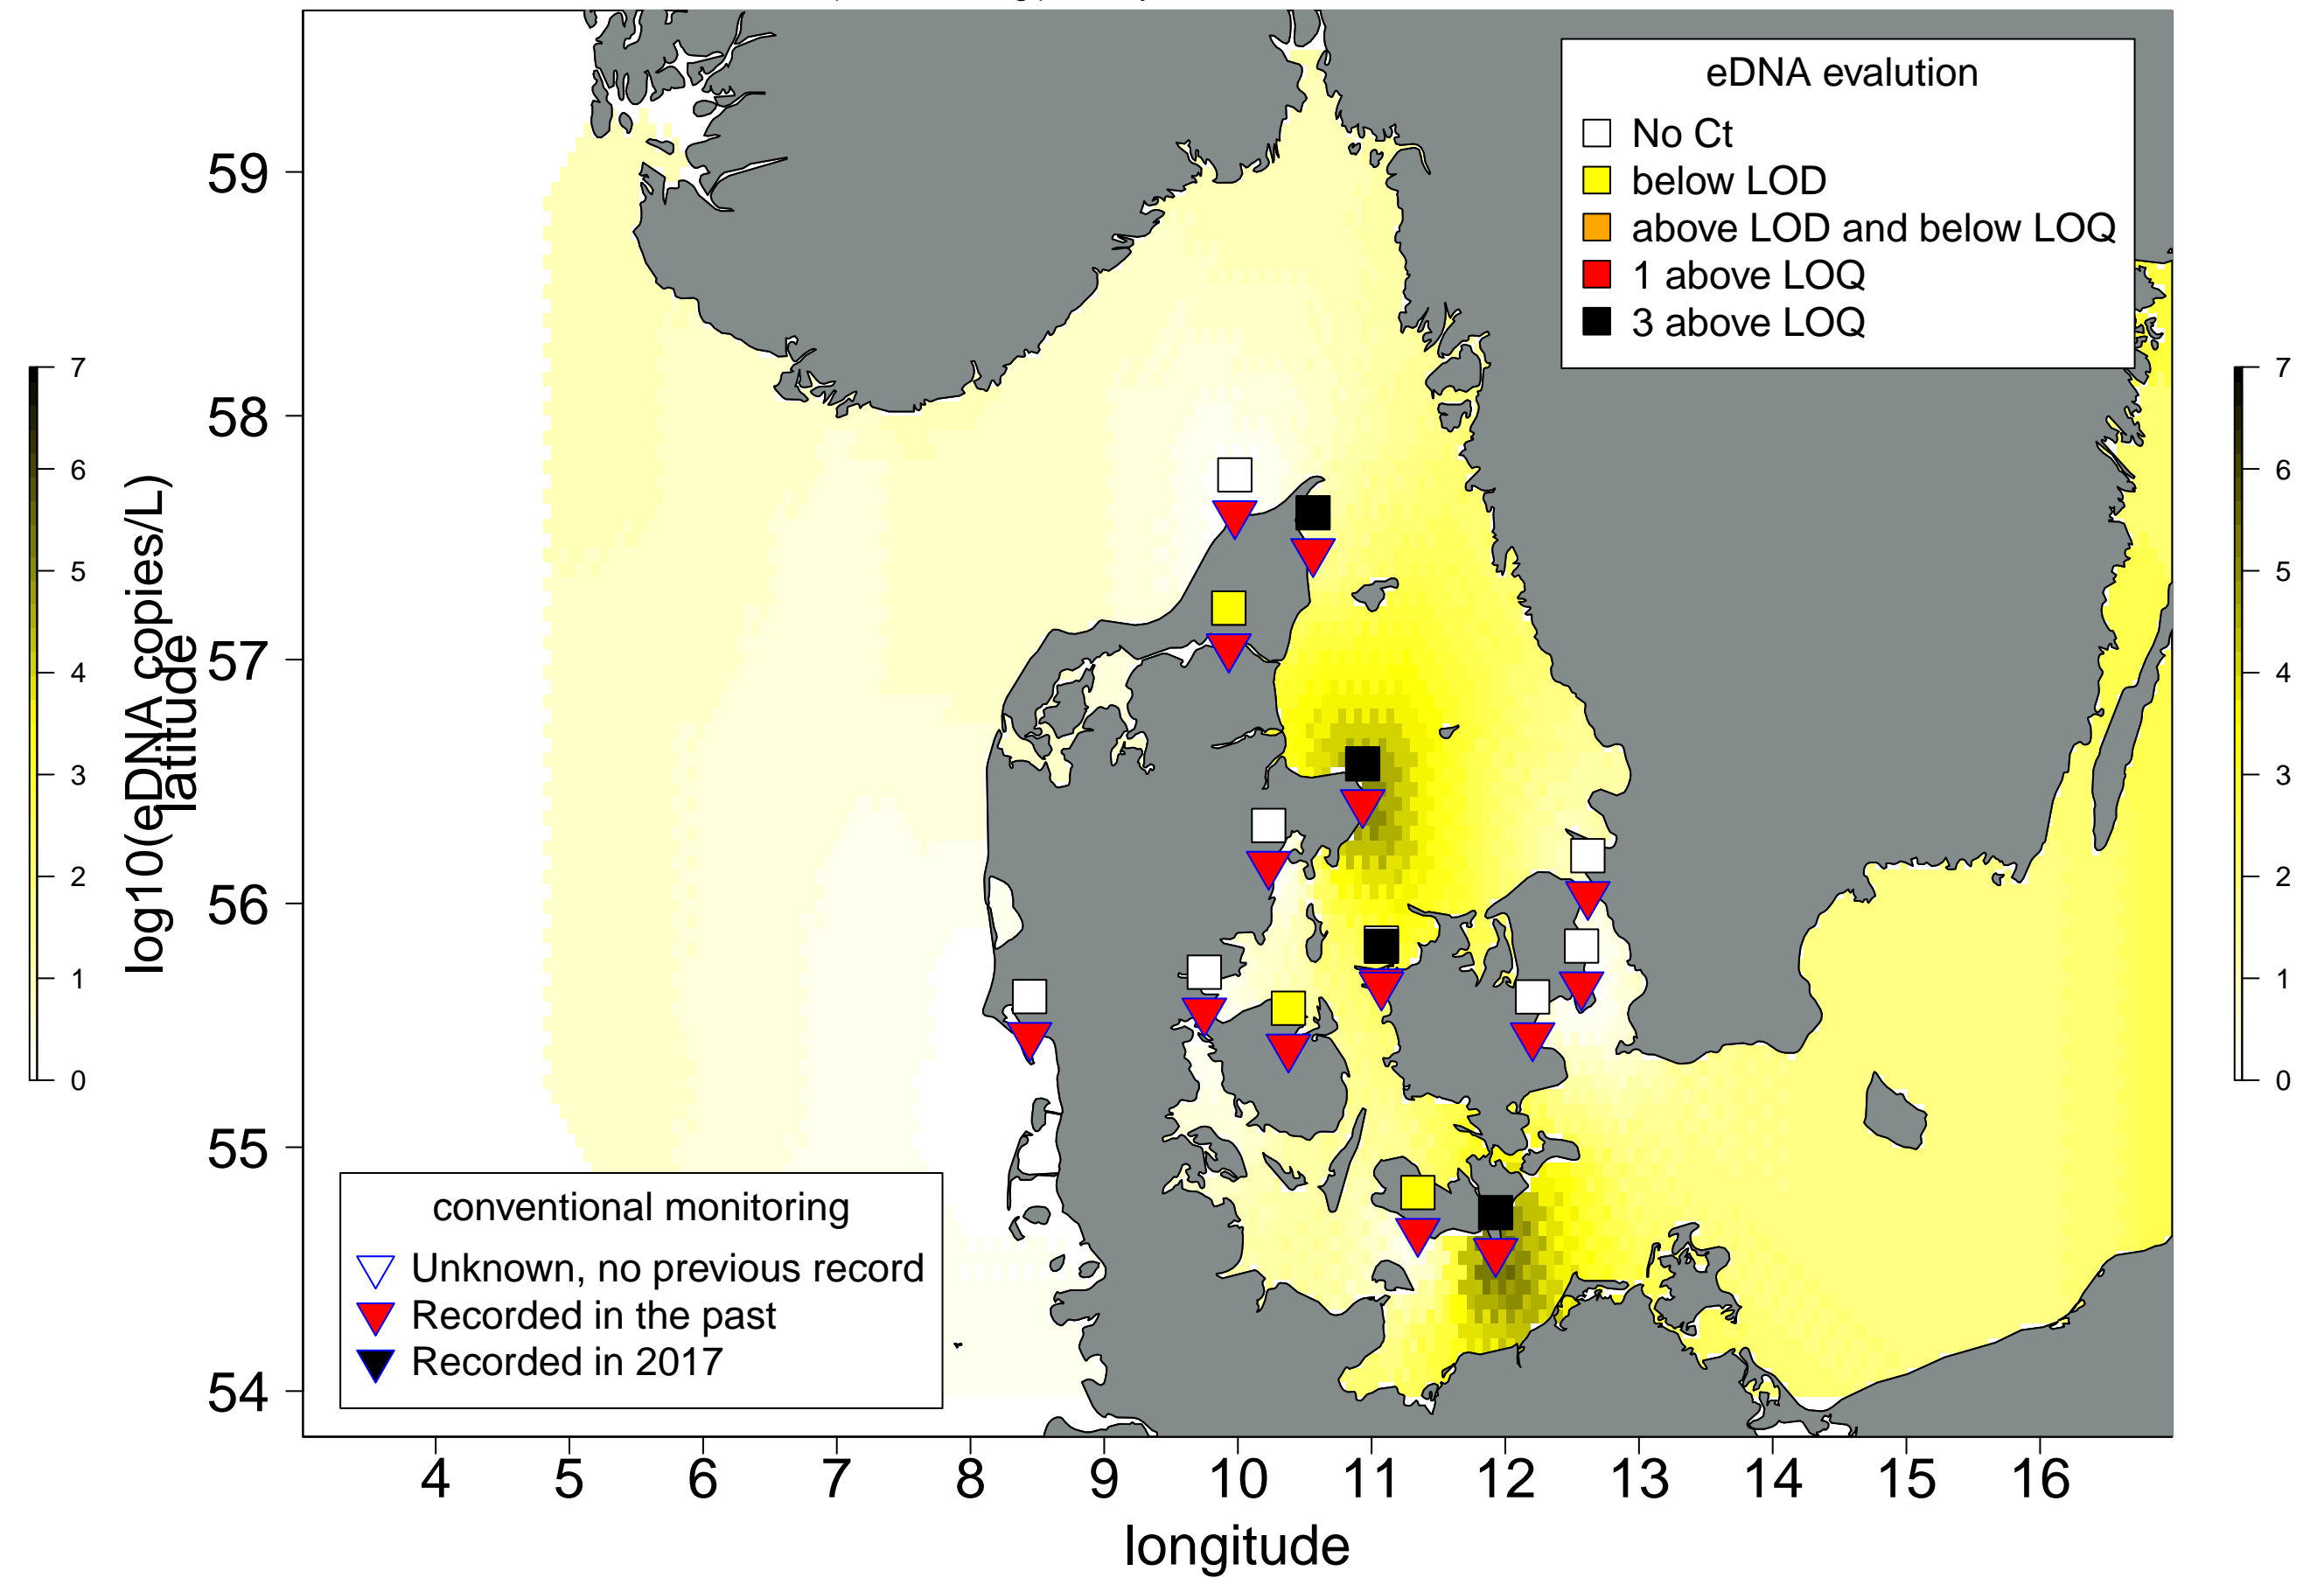 eDNA evalution
No Ct
below LOD
above LOD and below LOQ
1 above LOQ
3 above LOQ
59
58
57
56
55
54
latitude
log10(eDNA copies/L)
7
6
5
4
3
2
1
0
7
6
5
4
3
2
1
0
conventional monitoring
Unknown, no previous record
Recorded in the past
Recorded in 2017
4 5 6 7 8 9 10 11 12 13 14 15 16
longitude